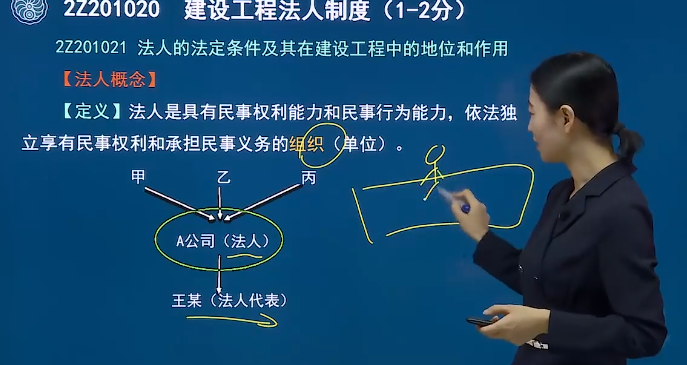 2Z201020 建设工程法人制度（1-2分）
2Z201021 法人的法定条件及其在建设工程中的地位和作用
【法人概念】
【定义】法人是具有民事权利能力和民事行为能力，依法独
立享有民事权利和承担民事义务的组织（单位）。
甲 乙 丙
A公司（法人）
王某（法人代表）